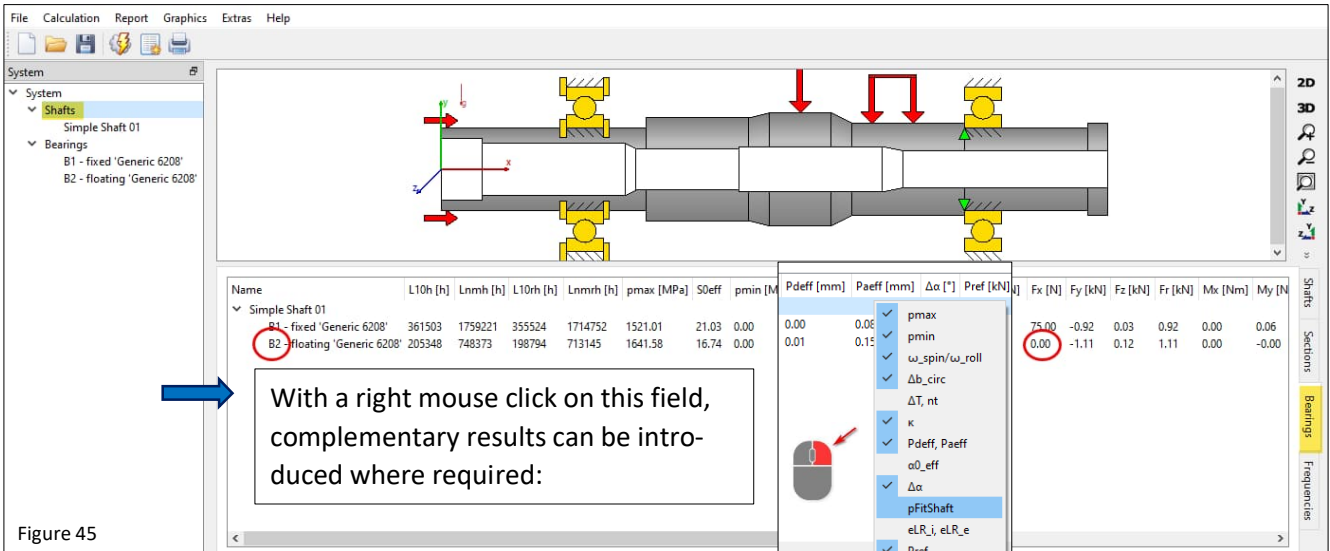 File Calculation Report Graphics Extras Help
System
System
Shafts
Simple Shaft 01
Bearings
B1 - fixed 'Generic 6208'
B2 - floating 'Generic 6208'
y
g
x
z
2D
3D
Y z
z Y
Shafts
Sections
Bearings
Frequencies
Name L10h [h] Lnmh [h] L10rh [h] Lnmrh [h] pmax [MPa] S0eff pmin [M Pdeff [mm] Paeff [mm] Δα [°] Pref [kN] Fx [N] Fy [kN] Fz [kN] Fr [kN] Mx [Nm] My [N
Simple Shaft 01
B1 - fixed 'Generic 6208' 361503 1759221 355524 1714752 1521.01 21.03 0.00 0.00 0.08 75.00 -0.92 0.03 0.92 0.00 0.06
B2 - floating 'Generic 6208' 205348 748373 198794 713145 1641.58 16.74 0.00 0.01 0.15 0.00 -1.11 0.12 1.11 0.00 -0.00
pmax
pmin
ω_spin/ω_roll
Δb_circ
ΔT, nt
κ
Pdeff, Paeff
α0_eff
Δα
pFitShaft
eLR_i, eLR_e
Pref
With a right mouse click on this field,
complementary results can be intro-
duced where required:
Figure 45